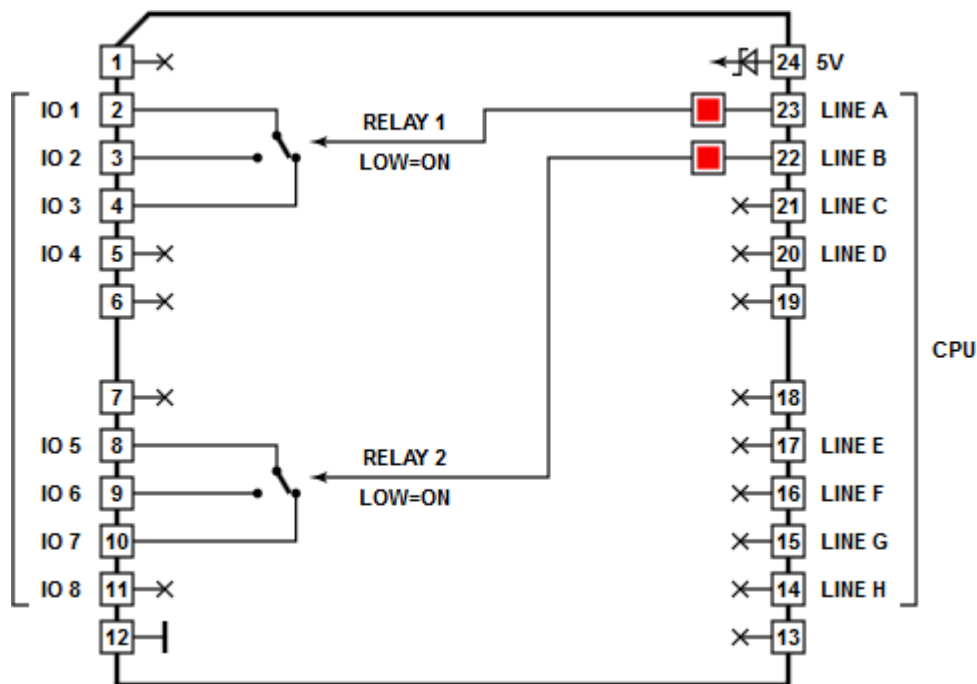 1 24 5V
IO 1 2 RELAY 1 23 LINE A
IO 2 3 LOW=ON 22 LINE B
IO 3 4 21 LINE C
IO 4 5 20 LINE D
6 19
CPU
7 18
IO 5 8 RELAY 2 17 LINE E
IO 6 9 LOW=ON 16 LINE F
IO 7 10 15 LINE G
IO 8 11 14 LINE H
12 13